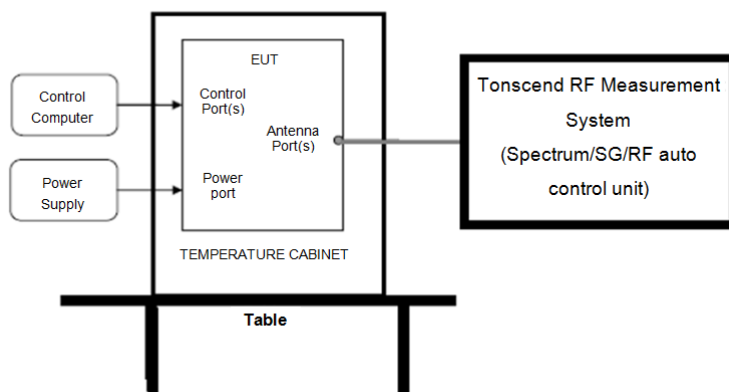 EUT
Control
Computer
Control
Port(s)
Antenna
Port(s)
Power
Supply
Power
port
TEMPERATURE CABINET
Table
Tonscend RF Measurement
System
(Spectrum/SG/RF auto
control unit)